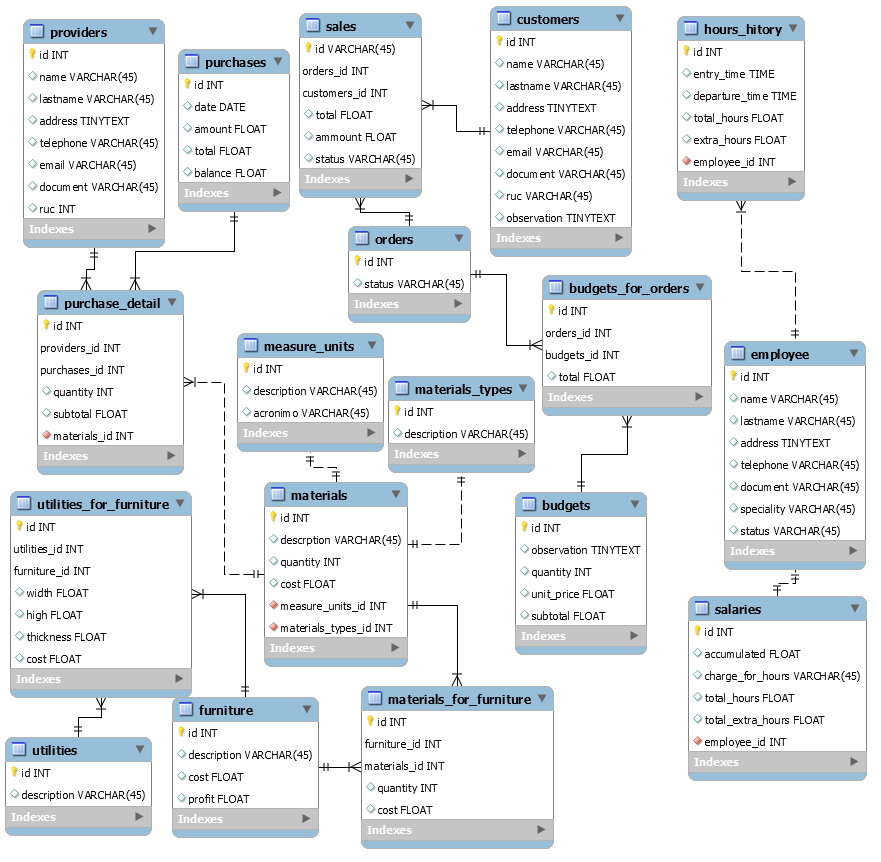 providers
id INT
name VARCHAR(45)
lastname VARCHAR(45)
address TINYTEXT
telephone VARCHAR(45)
email VARCHAR(45)
document VARCHAR(45)
ruc INT
Indexes
purchases
id INT
date DATE
amount FLOAT
total FLOAT
balance FLOAT
Indexes
sales
id VARCHAR(45)
orders_id INT
customers_id INT
total FLOAT
ammount FLOAT
status VARCHAR(45)
Indexes
customers
id INT
name VARCHAR(45)
lastname VARCHAR(45)
address TINYTEXT
telephone VARCHAR(45)
email VARCHAR(45)
document VARCHAR(45)
ruc VARCHAR(45)
observation TINYTEXT
Indexes
hours_hitory
id INT
entry_time TIME
departure_time TIME
total_hours FLOAT
extra_hours FLOAT
employee_id INT
Indexes
orders
id INT
status VARCHAR(45)
Indexes
budgets_for_orders
id INT
orders_id INT
budgets_id INT
total FLOAT
Indexes
purchase_detail
id INT
providers_id INT
purchases_id INT
quantity INT
subtotal FLOAT
materials_id INT
Indexes
measure_units
id INT
description VARCHAR(45)
acronimo VARCHAR(45)
Indexes
materials_types
id INT
description VARCHAR(45)
Indexes
employee
id INT
name VARCHAR(45)
lastname VARCHAR(45)
address TINYTEXT
telephone VARCHAR(45)
document VARCHAR(45)
speciality VARCHAR(45)
status VARCHAR(45)
Indexes
utilities_for_furniture
id INT
utilities_id INT
furniture_id INT
width FLOAT
high FLOAT
thickness FLOAT
cost FLOAT
Indexes
materials
id INT
descrption VARCHAR(45)
quantity INT
cost FLOAT
measure_units_id INT
materials_types_id INT
Indexes
budgets
id INT
observation TINYTEXT
quantity INT
unit_price FLOAT
subtotal FLOAT
Indexes
salaries
id INT
accumulated FLOAT
charge_for_hours VARCHAR(45)
total_hours FLOAT
total_extra_hours FLOAT
employee_id INT
Indexes
utilities
id INT
description VARCHAR(45)
Indexes
furniture
id INT
description VARCHAR(45)
cost FLOAT
profit FLOAT
Indexes
materials_for_furniture
id INT
furniture_id INT
materials_id INT
quantity INT
cost FLOAT
Indexes